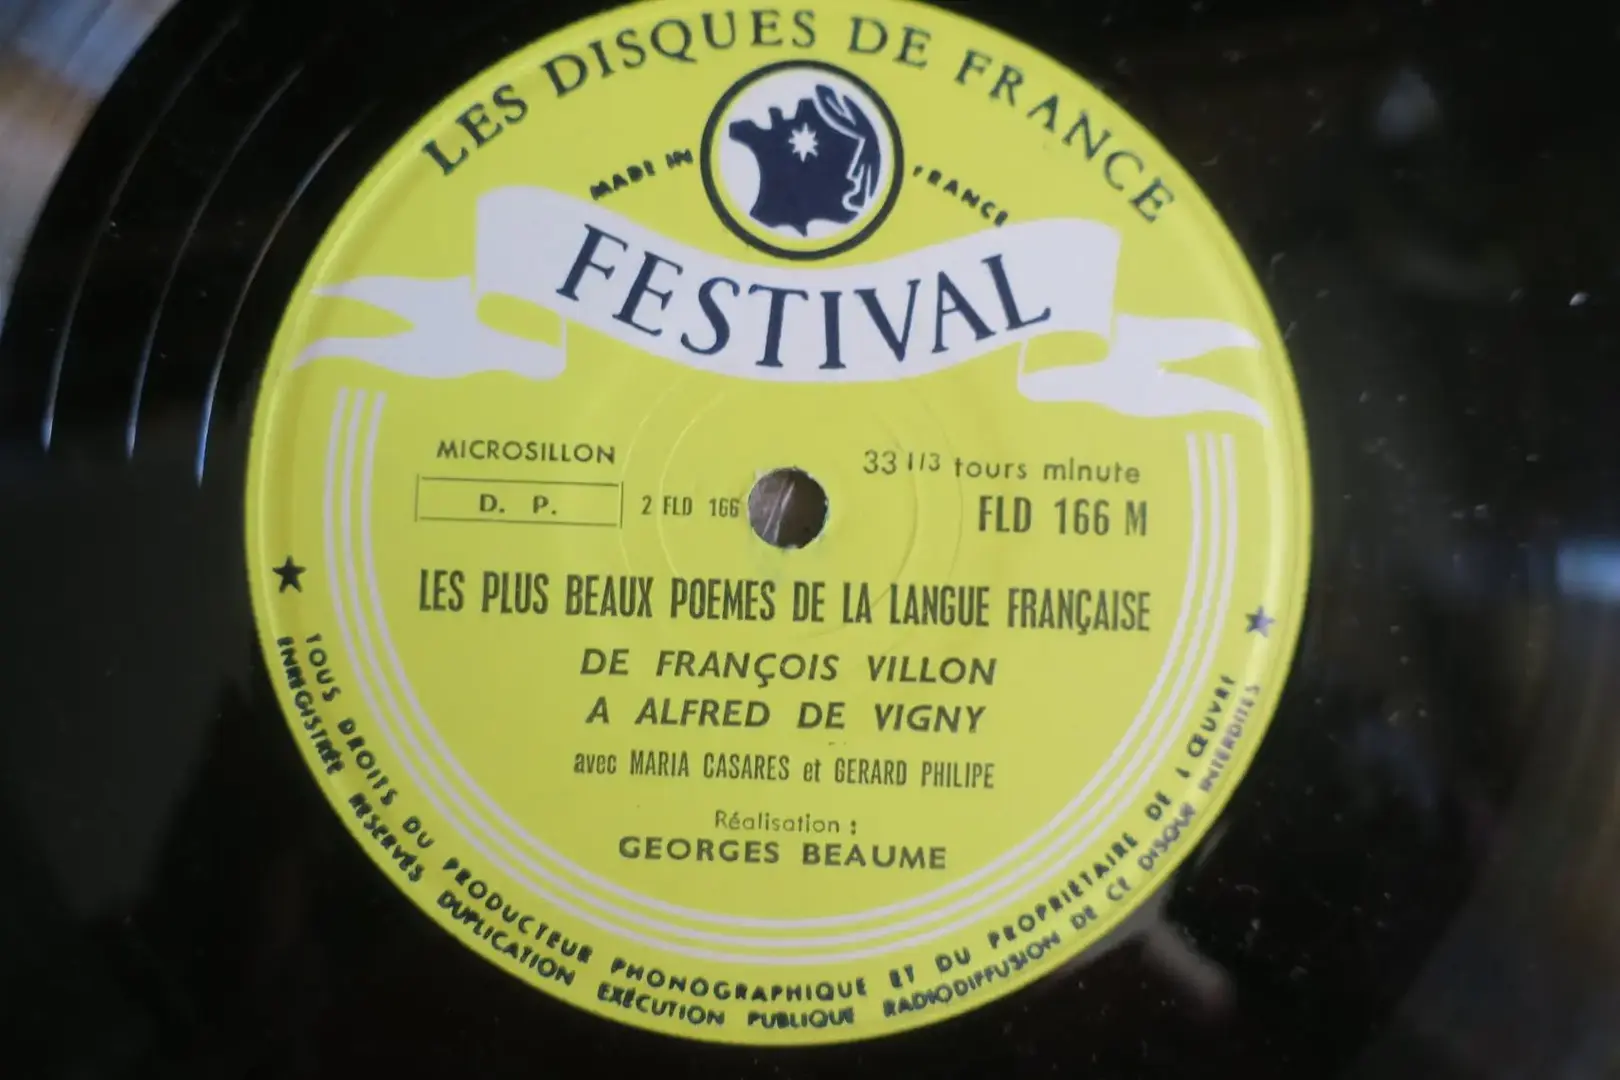 LES DISQUES DE FRANCE
MADE IN FRANCE
FESTIVAL
MICROSILLON
33 1/3 tours minute
D. P.
2 FLD 166
FLD 166 M
LES PLUS BEAUX POEMES DE LA LANGUE FRANÇAISE
DE FRANÇOIS VILLON
A ALFRED DE VIGNY
avec MARIA CASARES et GERARD PHILIPE
Réalisation :
GEORGES BEAUME
TOUS DROITS DU PRODUCTEUR PHONOGRAPHIQUE ET DU PROPRIÉTAIRE DE L'ŒUVRE
ENREGISTRÉE RESERVÉS DUPLICATION EXÉCUTION PUBLIQUE RADIODIFFUSION DE CE DISQUE INTERDITES